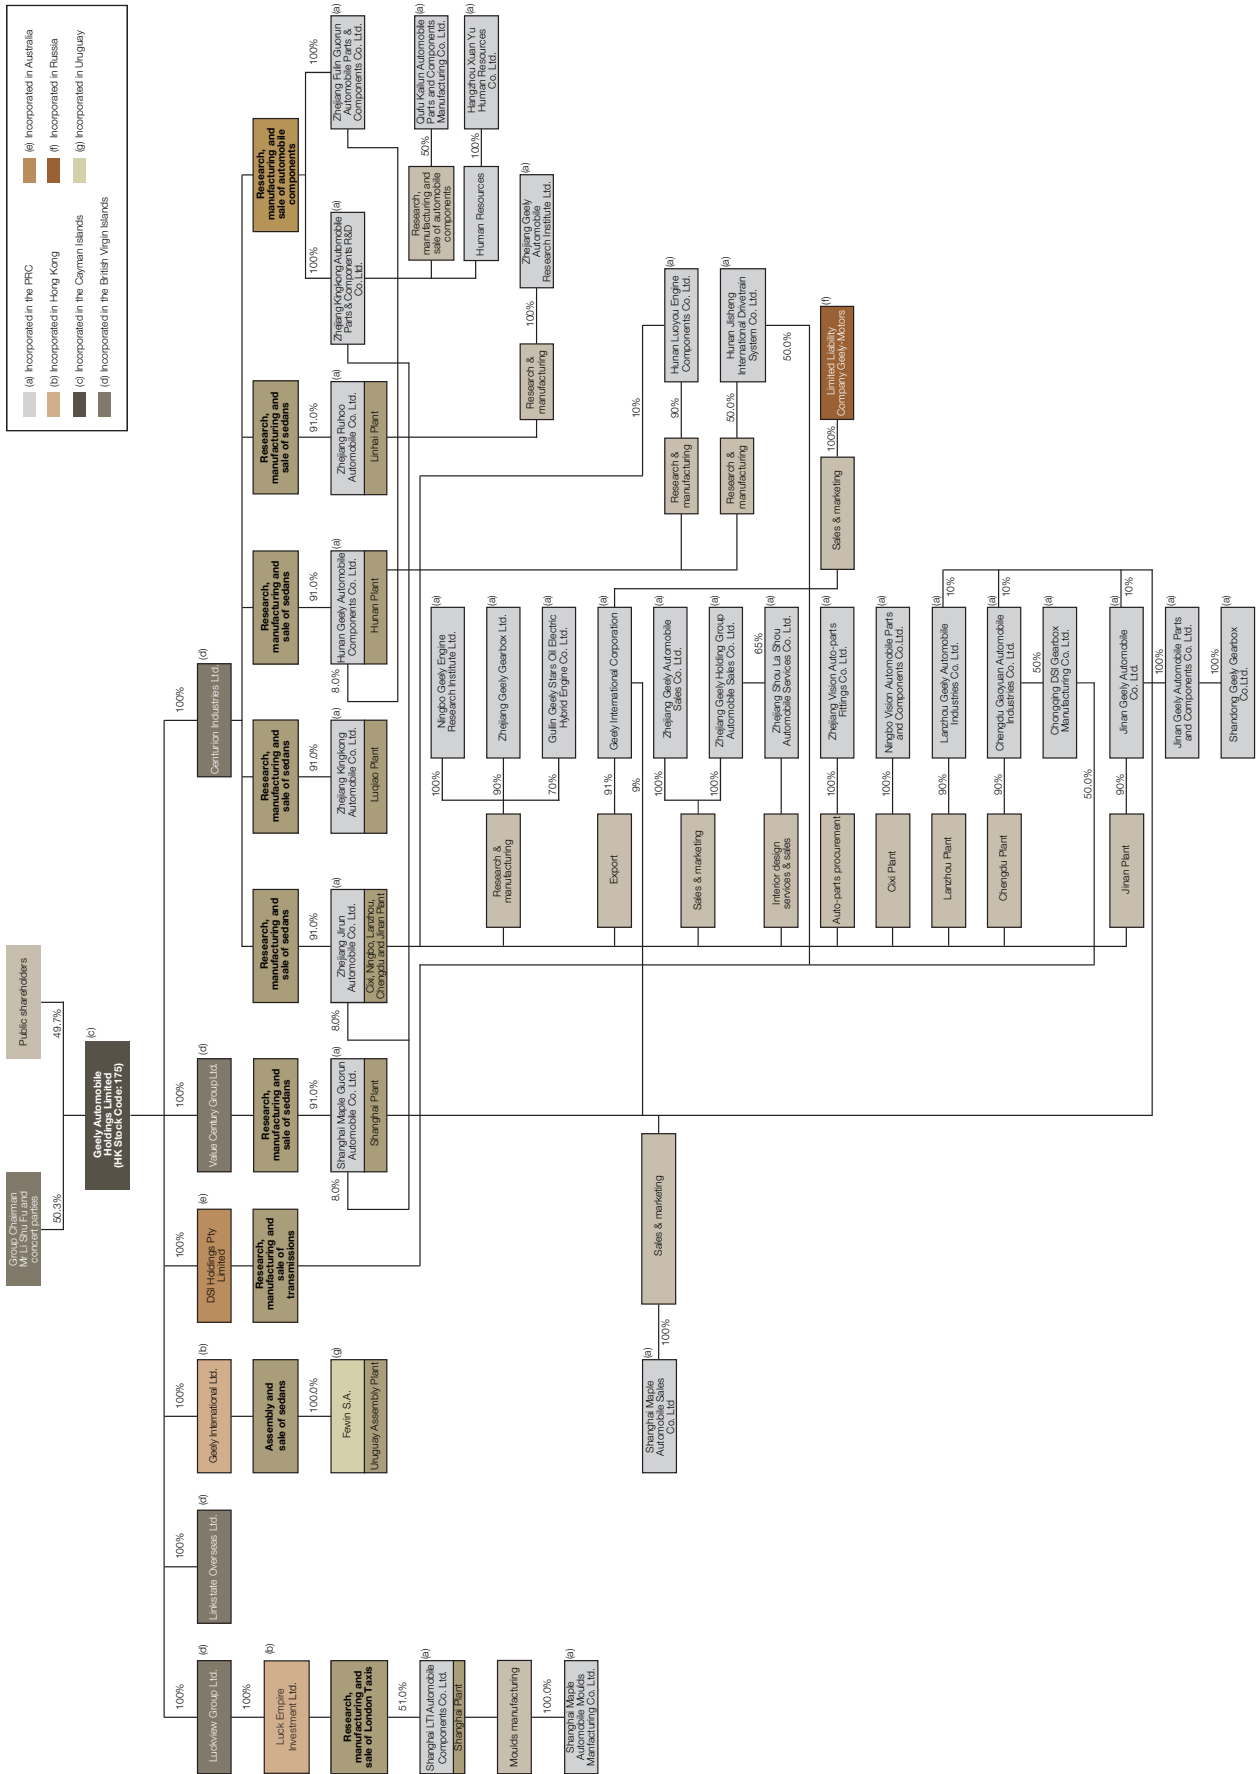 Group Chairman
Mr Li Shu Fu and
concert parties
Public shareholders
50.3%
49.7%
Geely Automobile
Holdings Limited
(HK Stock Code: 175)
(c)
(a) Incorporated in the PRC
(b) Incorporated in Hong Kong
(c) Incorporated in the Cayman Islands
(d) Incorporated in the British Virgin Islands
(e) Incorporated in Australia
(f) Incorporated in Russia
(g) Incorporated in Uruguay
100%
100%
100%
100%
100%
100%
Luckview Group Ltd.
(d)
Linkstate Overseas Ltd.
(d)
Geely International Ltd.
(b)
DSI Holdings Pty
Limited
(e)
Value Century Group Ltd.
(d)
Centurion Industries Ltd.
(d)
100%
Luck Empire
Investment Ltd.
(b)
Research,
manufacturing and
sale of London Taxis
51.0%
Shanghai LTI Automobile
Components Co. Ltd.
(a)
Shanghai Plant
Moulds manufacturing
100.0%
Shanghai Maple
Automobile Moulds
Manfacturing Co. Ltd.
(a)
Assembly and
sale of sedans
100.0%
Fewin S.A.
(g)
Uruguay Assembly Plant
Research,
manufacturing and
sale of
transmissions
Research,
manufacturing and
sale of sedans
91.0%
8.0%
Shanghai Maple Guorun
Automobile Co. Ltd.
(a)
Shanghai Plant
Sales & marketing
100%
Shanghai Maple
Automobile Sales
Co. Ltd
(a)
Research,
manufacturing and
sale of sedans
91.0%
8.0%
Zhejiang Jirun
Automobile Co. Ltd.
(a)
Cixi, Ningbo, Lanzhou,
Chengdu and Jinan Plant
Research,
manufacturing and
sale of sedans
91.0%
Zhejiang Kingkong
Automobile Co. Ltd.
(a)
Luqiao Plant
Research,
manufacturing and
sale of sedans
91.0%
8.0%
Hunan Geely Automobile
Components Co. Ltd.
(a)
Hunan Plant
Research,
manufacturing and
sale of sedans
91.0%
Zhejiang Ruhoo
Automobile Co. Ltd.
(a)
Linhai Plant
Research,
manufacturing and
sale of automobile
components
100%
Zhejiang Kingkong Automobile
Parts & Components R&D
Co. Ltd.
(a)
100%
Zhejiang Fulin Guorun
Automobile Parts &
Components Co. Ltd.
(a)
Research,
manufacturing and
sale of automobile
components
50%
Qufu Kailun Automobile
Parts and Components
Manufacturing Co. Ltd.
(a)
Human Resources
100%
Hangzhou Xuan Yu
Human Resources
Co. Ltd.
(a)
Research &
manufacturing
100%
Zhejiang Geely
Automobile
Research Institute Ltd.
(a)
10%
Research &
manufacturing
90%
Hunan Luoyou Engine
Components Co. Ltd.
(a)
Research &
manufacturing
50.0%
Hunan Jisheng
International Drivetrain
System Co. Ltd.
(a)
50.0%
Sales & marketing
100%
Limited Liability
Company Geely-Motors
(f)
Research &
manufacturing
100%
Ningbo Geely Engine
Research Institute Ltd.
(a)
90%
Zhejiang Geely Gearbox Ltd.
(a)
70%
Guilin Geely Stars Oil Electric
Hybrid Engine Co. Ltd.
(a)
Export
91%
9%
Geely International Corporation
(a)
Sales & marketing
100%
Zhejiang Geely Automobile
Sales Co. Ltd.
(a)
100%
Zhejiang Geely Holding Group
Automobile Sales Co. Ltd.
(a)
Interior design
services & sales
65%
Zhejiang Shou La Shou
Automobile Services Co. Ltd.
(a)
Auto-parts procurement
100%
Zhejiang Vision Auto-parts
Fittings Co. Ltd.
(a)
Cixi Plant
100%
Ningbo Vision Automobile Parts
and Components Co.Ltd.
(a)
Lanzhou Plant
90%
Lanzhou Geely Automobile
Industries Co. Ltd.
(a)
10%
Chengdu Plant
90%
Chengdu Gaoyuan Automobile
Industries Co. Ltd.
(a)
10%
50%
Chongqing DSI Gearbox
Manufacturing Co. Ltd.
(a)
50.0%
Jinan Plant
90%
Jinan Geely Automobile
Co. Ltd.
(a)
10%
100%
Jinan Geely Automobile Parts
and Components Co. Ltd.
(a)
100%
Shandong Geely Gearbox
Co.Ltd.
(a)